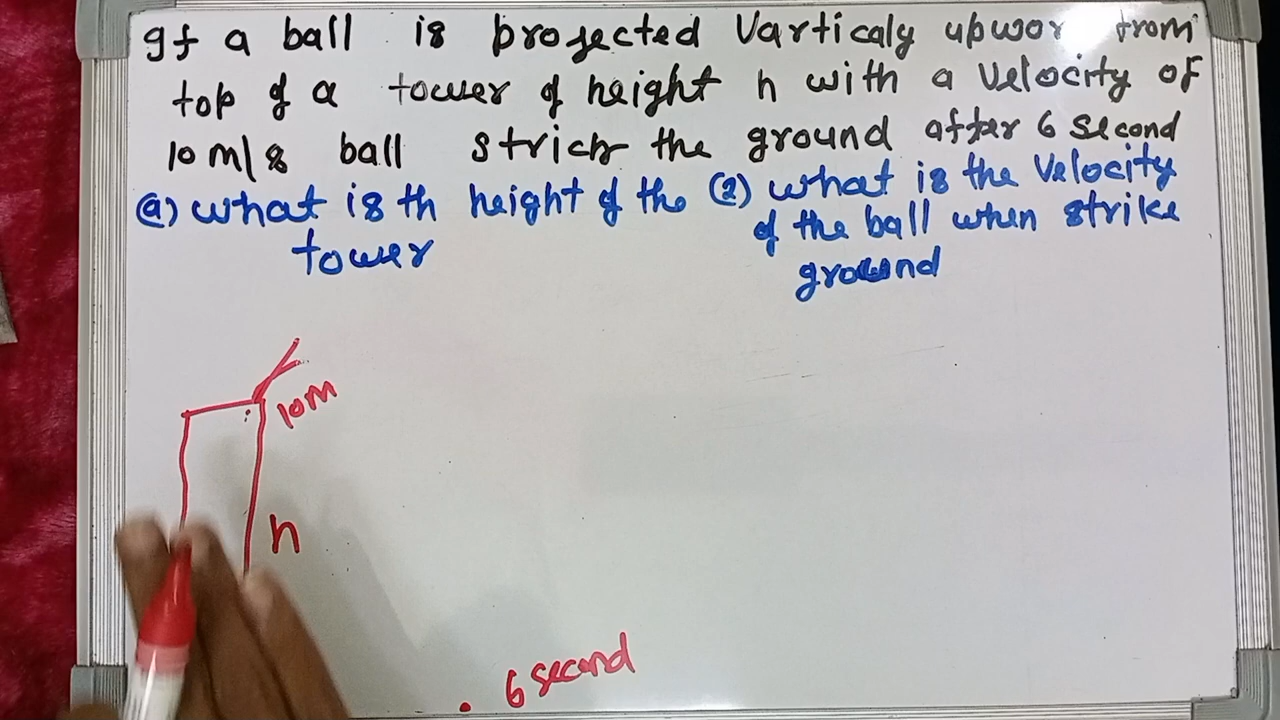 If a ball is projected Varticaly upwor from
top of a tower of height h with a velocity of
10 m/s ball strick the ground after 6 second
(a) what is th height of the tower
(2) what is the velocity of the ball when strike ground
10m
h
6 second